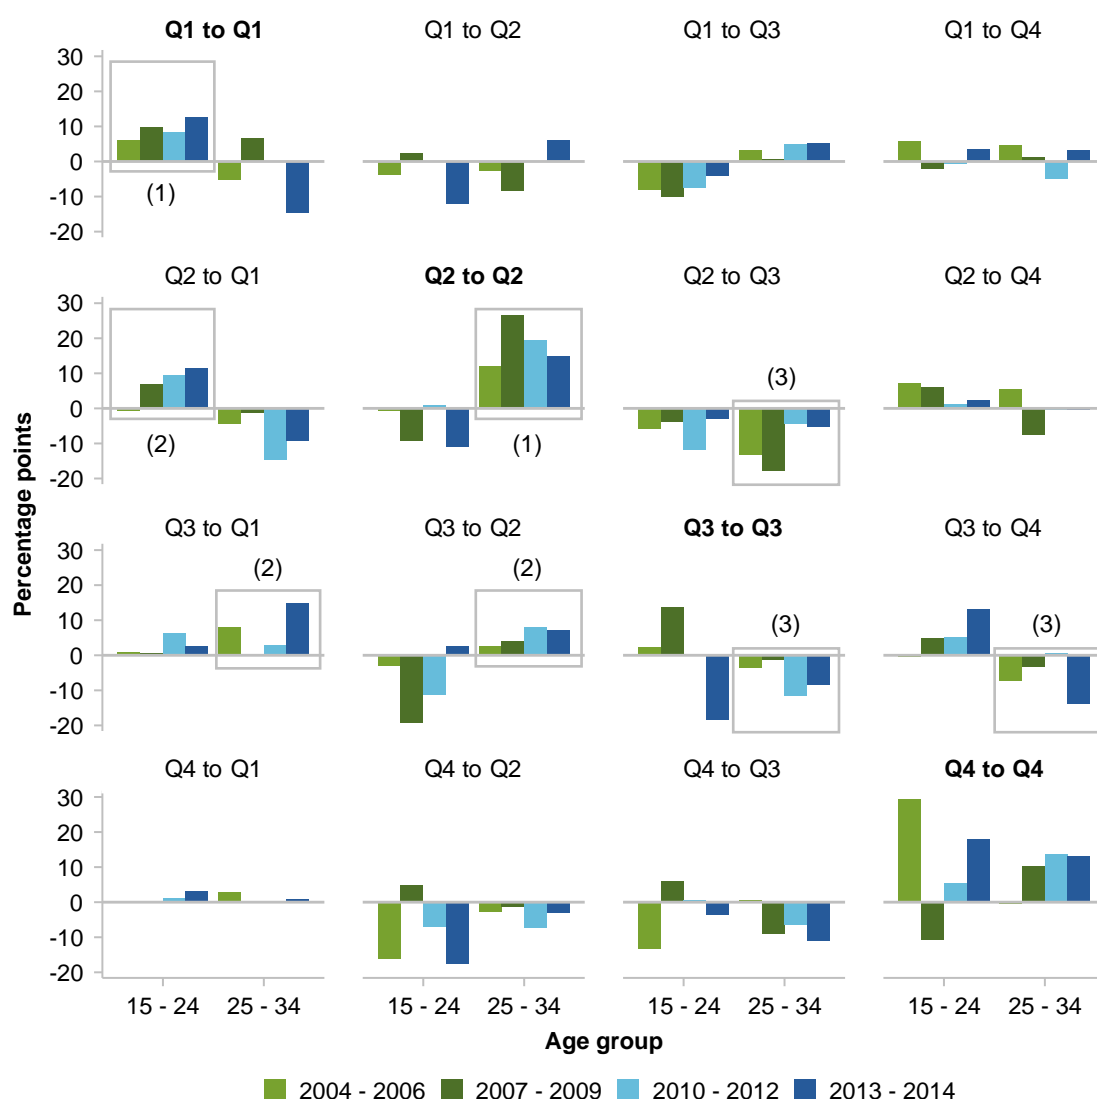 Q1 to Q1 Q1 to Q2 Q1 to Q3 Q1 to Q4
30
20
10
0
-10
-20
(1)
Q2 to Q1 Q2 to Q2 Q2 to Q3 Q2 to Q4
30
20
10
0
-10
-20
(2) (1) (3)
Q3 to Q1 Q3 to Q2 Q3 to Q3 Q3 to Q4
30
20
10
0
-10
-20
(2) (2) (3) (3)
Q4 to Q1 Q4 to Q2 Q4 to Q3 Q4 to Q4
30
20
10
0
-10
-20
Percentage points
15 - 24 25 - 34 15 - 24 25 - 34 15 - 24 25 - 34 15 - 24 25 - 34
Age group
2004 - 2006 2007 - 2009 2010 - 2012 2013 - 2014